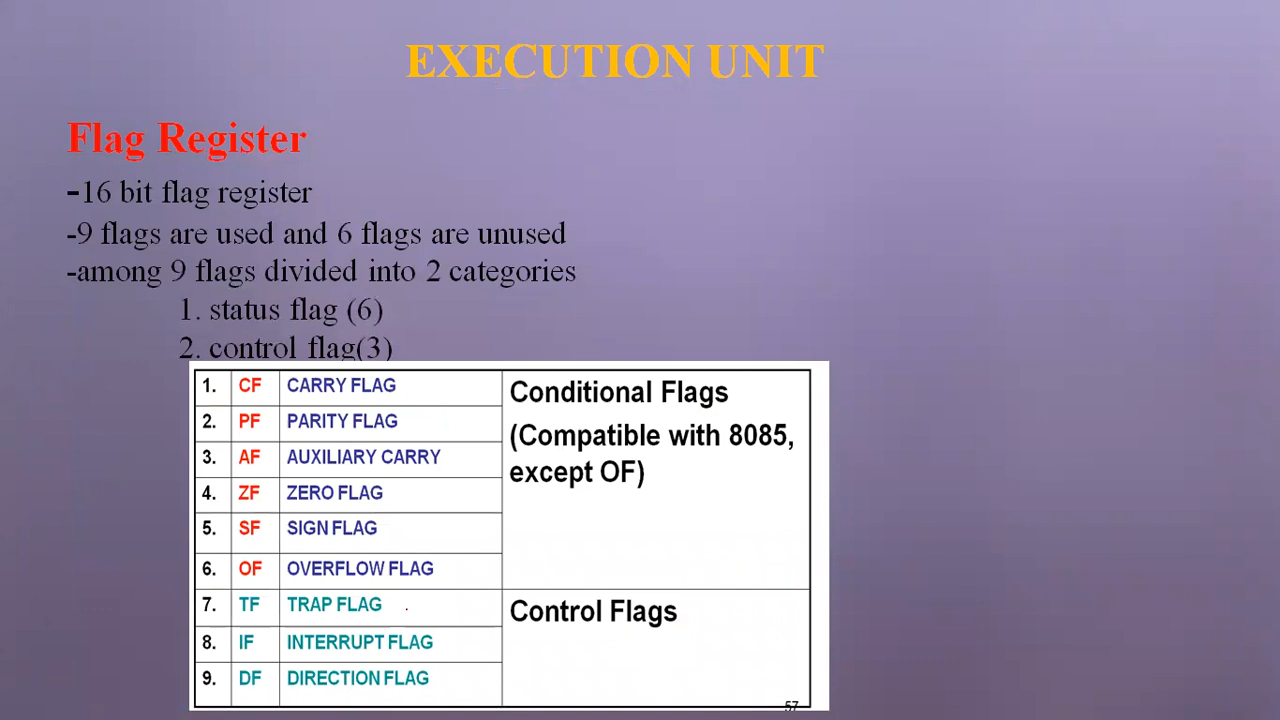 EXECUTION UNIT
Flag Register
-16 bit flag register
-9 flags are used and 6 flags are unused
-among 9 flags divided into 2 categories
1. status flag (6)
2. control flag(3)
1. CF CARRY FLAG
2. PF PARITY FLAG
3. AF AUXILIARY CARRY
4. ZF ZERO FLAG
5. SF SIGN FLAG
6. OF OVERFLOW FLAG
Conditional Flags
(Compatible with 8085,
except OF)
7. TF TRAP FLAG
8. IF INTERRUPT FLAG
9. DF DIRECTION FLAG
Control Flags
57